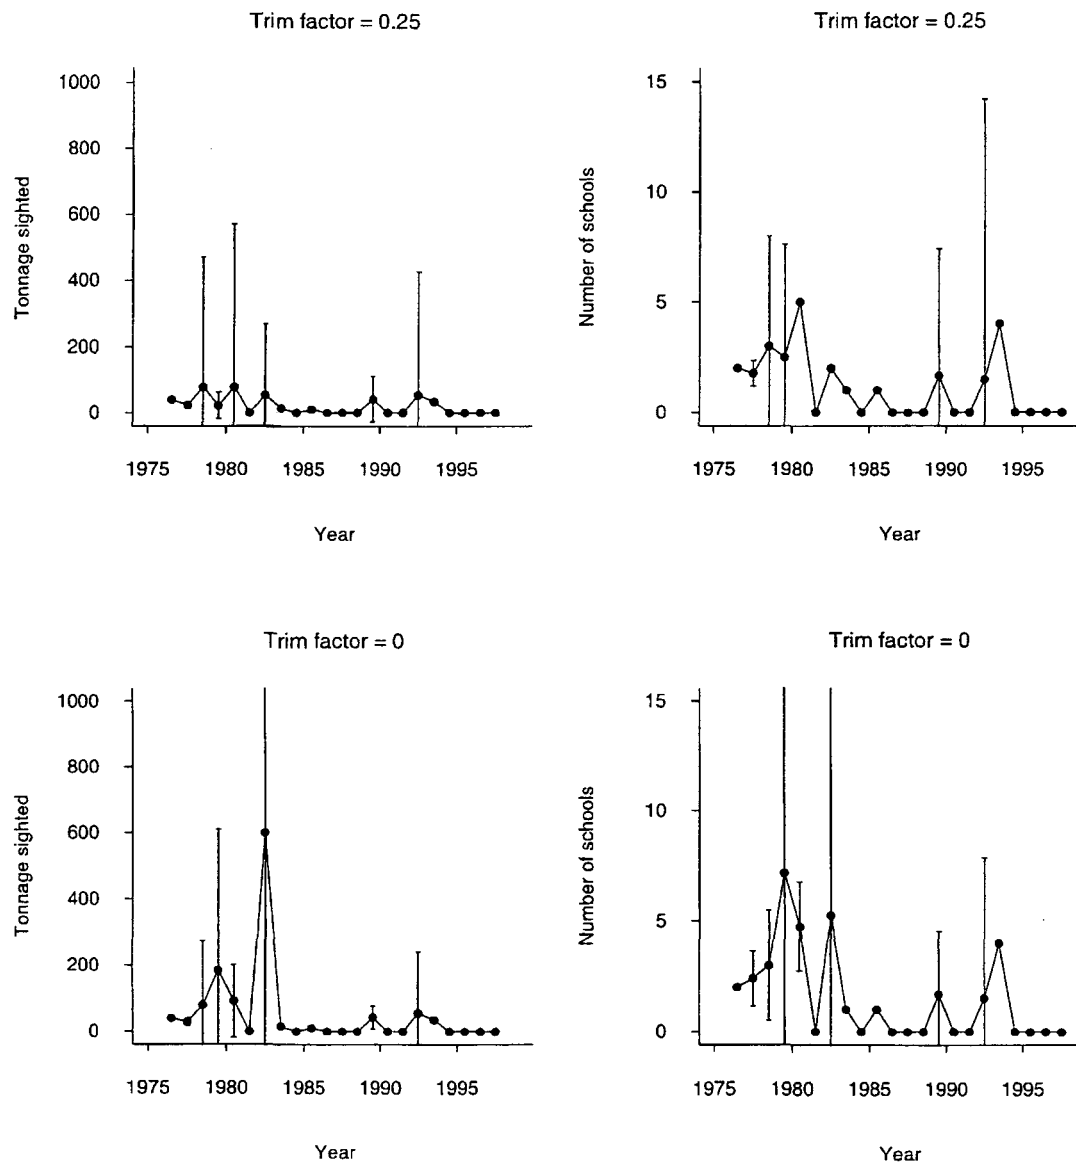 Trim factor = 0.25
Tonnage sighted
1000
800
600
400
200
0
1975 1980 1985 1990 1995
Year
Trim factor = 0.25
Number of schools
15
10
5
0
1975 1980 1985 1990 1995
Year
Trim factor = 0
Tonnage sighted
1000
800
600
400
200
0
1975 1980 1985 1990 1995
Year
Trim factor = 0
Number of schools
15
10
5
0
1975 1980 1985 1990 1995
Year